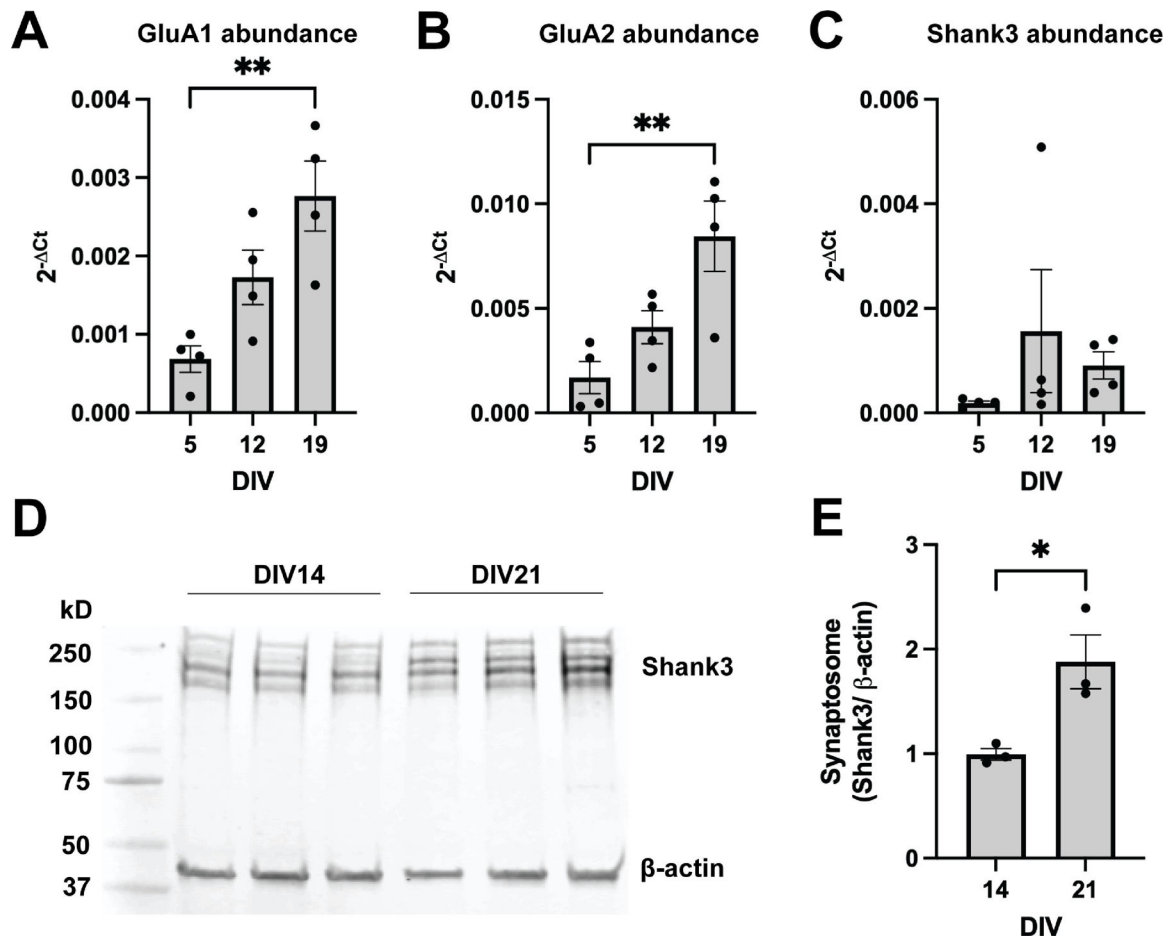 A
GluA1 abundance
**
0.004
0.003
0.002
0.001
0.000
2-ΔCt
5 12 19
DIV
B
GluA2 abundance
**
0.015
0.010
0.005
0.000
2-ΔCt
5 12 19
DIV
C
Shank3 abundance
0.006
0.004
0.002
0.000
2-ΔCt
5 12 19
DIV
D
DIV14 DIV21
kD
250
150
100
75
50
37
Shank3
β-actin
E
*
3
2
1
0
Synaptosome
(Shank3/ β-actin)
14 21
DIV